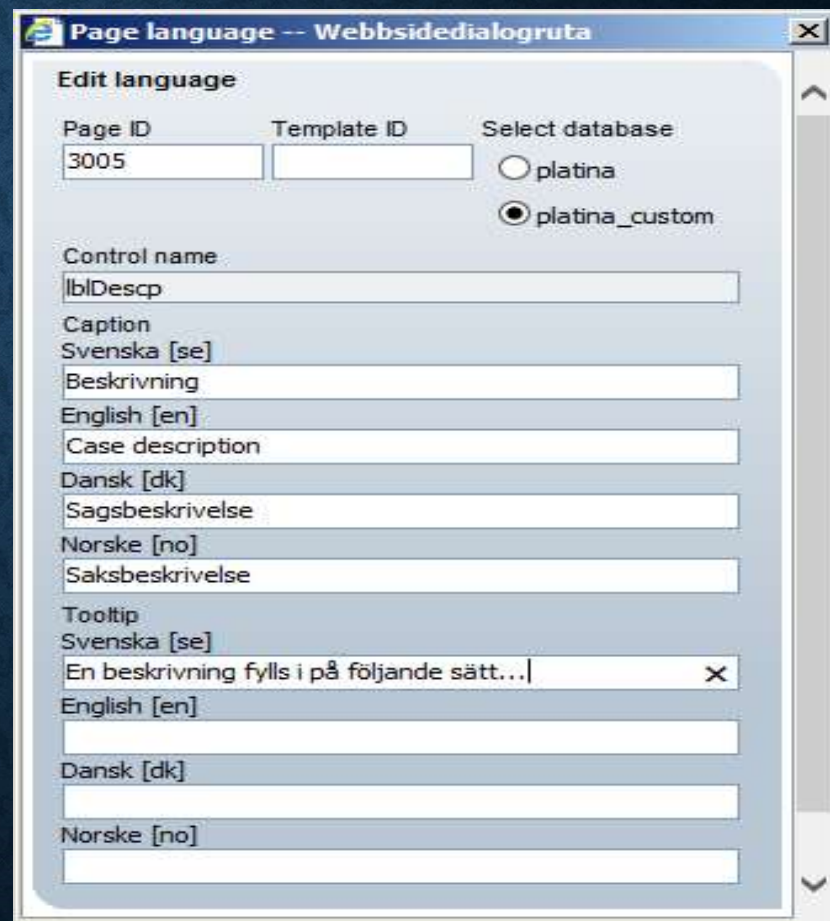 Page language -- Webbsidedialogruta
Edit language
Page ID Template ID Select database
3005
platina
platina_custom
Control name
lblDescp
Caption
Svenska [se]
Beskrivning
English [en]
Case description
Dansk [dk]
Sagsbeskrivelse
Norske [no]
Saksbeskrivelse
Tooltip
Svenska [se]
En beskrivning fylls i på följande sätt...
English [en]
Dansk [dk]
Norske [no]